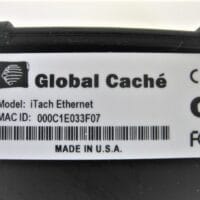 Global Caché
Model: iTach Ethernet
MAC ID: 000C1E033F07
MADE IN U.S.A.